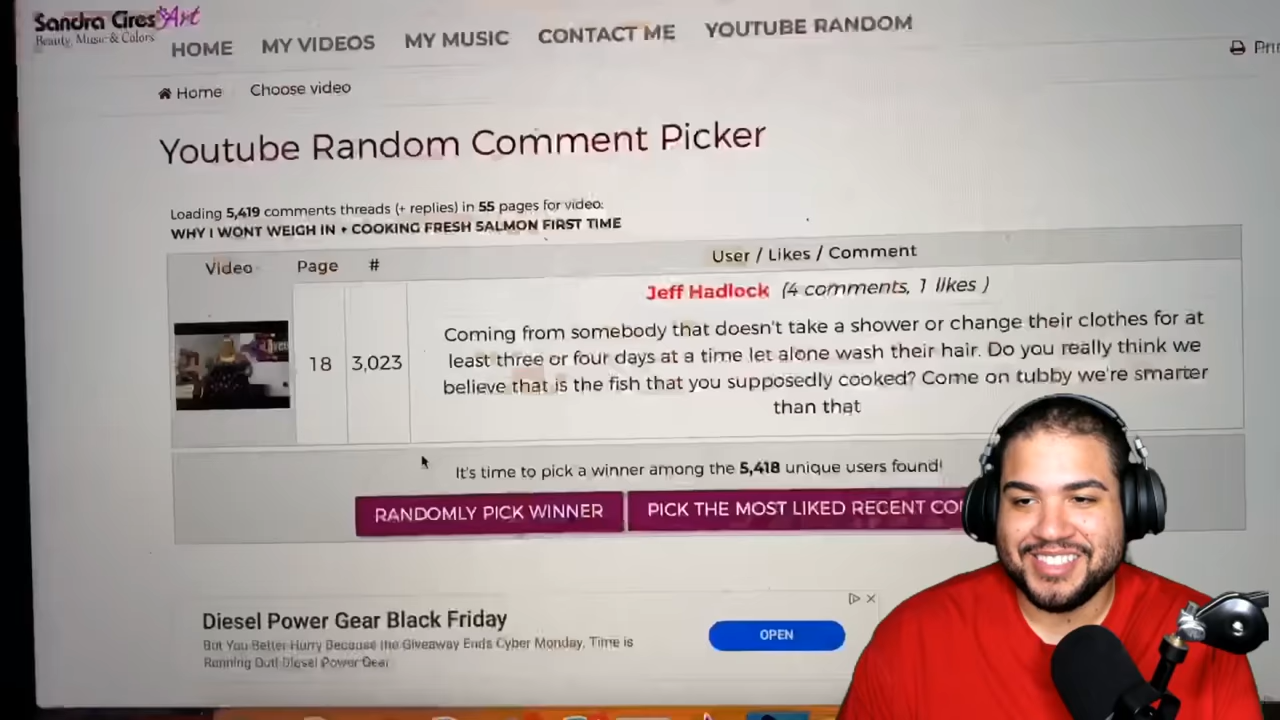 Sandra Cires Art
Beauty, Music & Colors
HOME MY VIDEOS MY MUSIC CONTACT ME YOUTUBE RANDOM
Home Choose video
Youtube Random Comment Picker
Loading 5,419 comments threads (+ replies) in 55 pages for video:
WHY I WONT WEIGH IN + COOKING FRESH SALMON FIRST TIME
Video Page # User / Likes / Comment
Jeff Hadlock (4 comments, 1 likes )
18 3,023
Coming from somebody that doesn't take a shower or change their clothes for at
least three or four days at a time let alone wash their hair. Do you really think we
believe that is the fish that you supposedly cooked? Come on tubby we're smarter
than that
It's time to pick a winner among the 5,418 unique users found!
RANDOMLY PICK WINNER PICK THE MOST LIKED RECENT
Diesel Power Gear Black Friday
But You Better Hurry Because the Giveaway Ends Cyber Monday, Time is
Running Out! Diesel Power Gear
OPEN